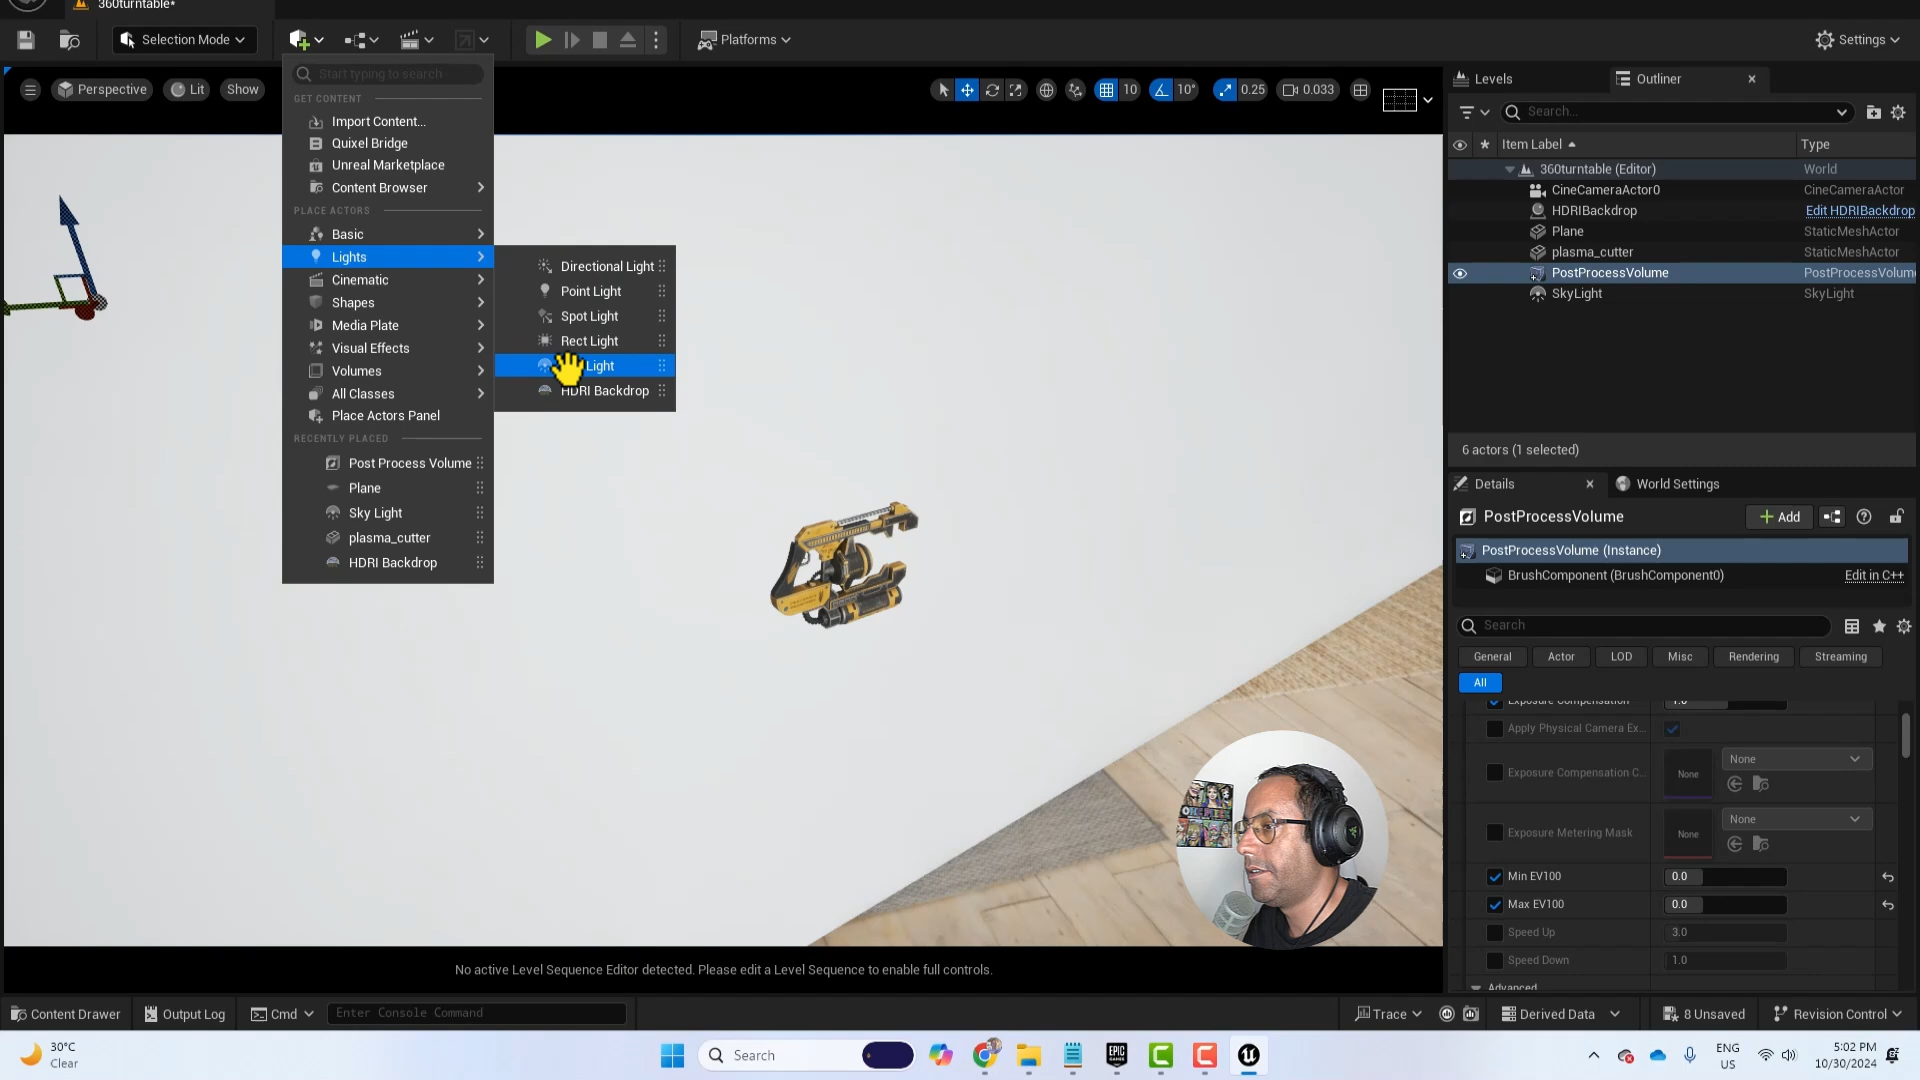 360turntable*
Selection Mode
Platforms
Settings
Perspective
Lit
Show
10
10°
0.25
0.033
Start typing to search
GET CONTENT
Import Content...
Quixel Bridge
Unreal Marketplace
Content Browser
PLACE ACTORS
Basic
Lights
Cinematic
Shapes
Media Plate
Visual Effects
Volumes
All Classes
Place Actors Panel
RECENTLY PLACED
Post Process Volume
Plane
Sky Light
plasma_cutter
HDRI Backdrop
Directional Light
Point Light
Spot Light
Rect Light
Light
HDRI Backdrop
Levels
Outliner
Search...
Item Label
Type
360turntable (Editor)
World
CineCameraActor0
CineCameraActor
HDRIBackdrop
Edit HDRIBackdrop
Plane
StaticMeshActor
plasma_cutter
StaticMeshActor
PostProcessVolume
PostProcessVolum
SkyLight
SkyLight
6 actors (1 selected)
Details
World Settings
PostProcessVolume
Add
PostProcessVolume (Instance)
BrushComponent (BrushComponent0)
Edit in C++
Search
General
Actor
LOD
Misc
Rendering
Streaming
All
Exposure Compensation
1.0
Apply Physical Camera Ex...
Exposure Compensation C...
None
None
Exposure Metering Mask
None
None
Min EV100
0.0
Max EV100
0.0
Speed Up
3.0
Speed Down
1.0
Advanced
No active Level Sequence Editor detected. Please edit a Level Sequence to enable full controls.
Content Drawer
Output Log
Cmd
Enter Console Command
Trace
Derived Data
8 Unsaved
Revision Control
30°C
Clear
Search
EPIC
GAMES
ENG
US
5:02 PM
10/30/2024